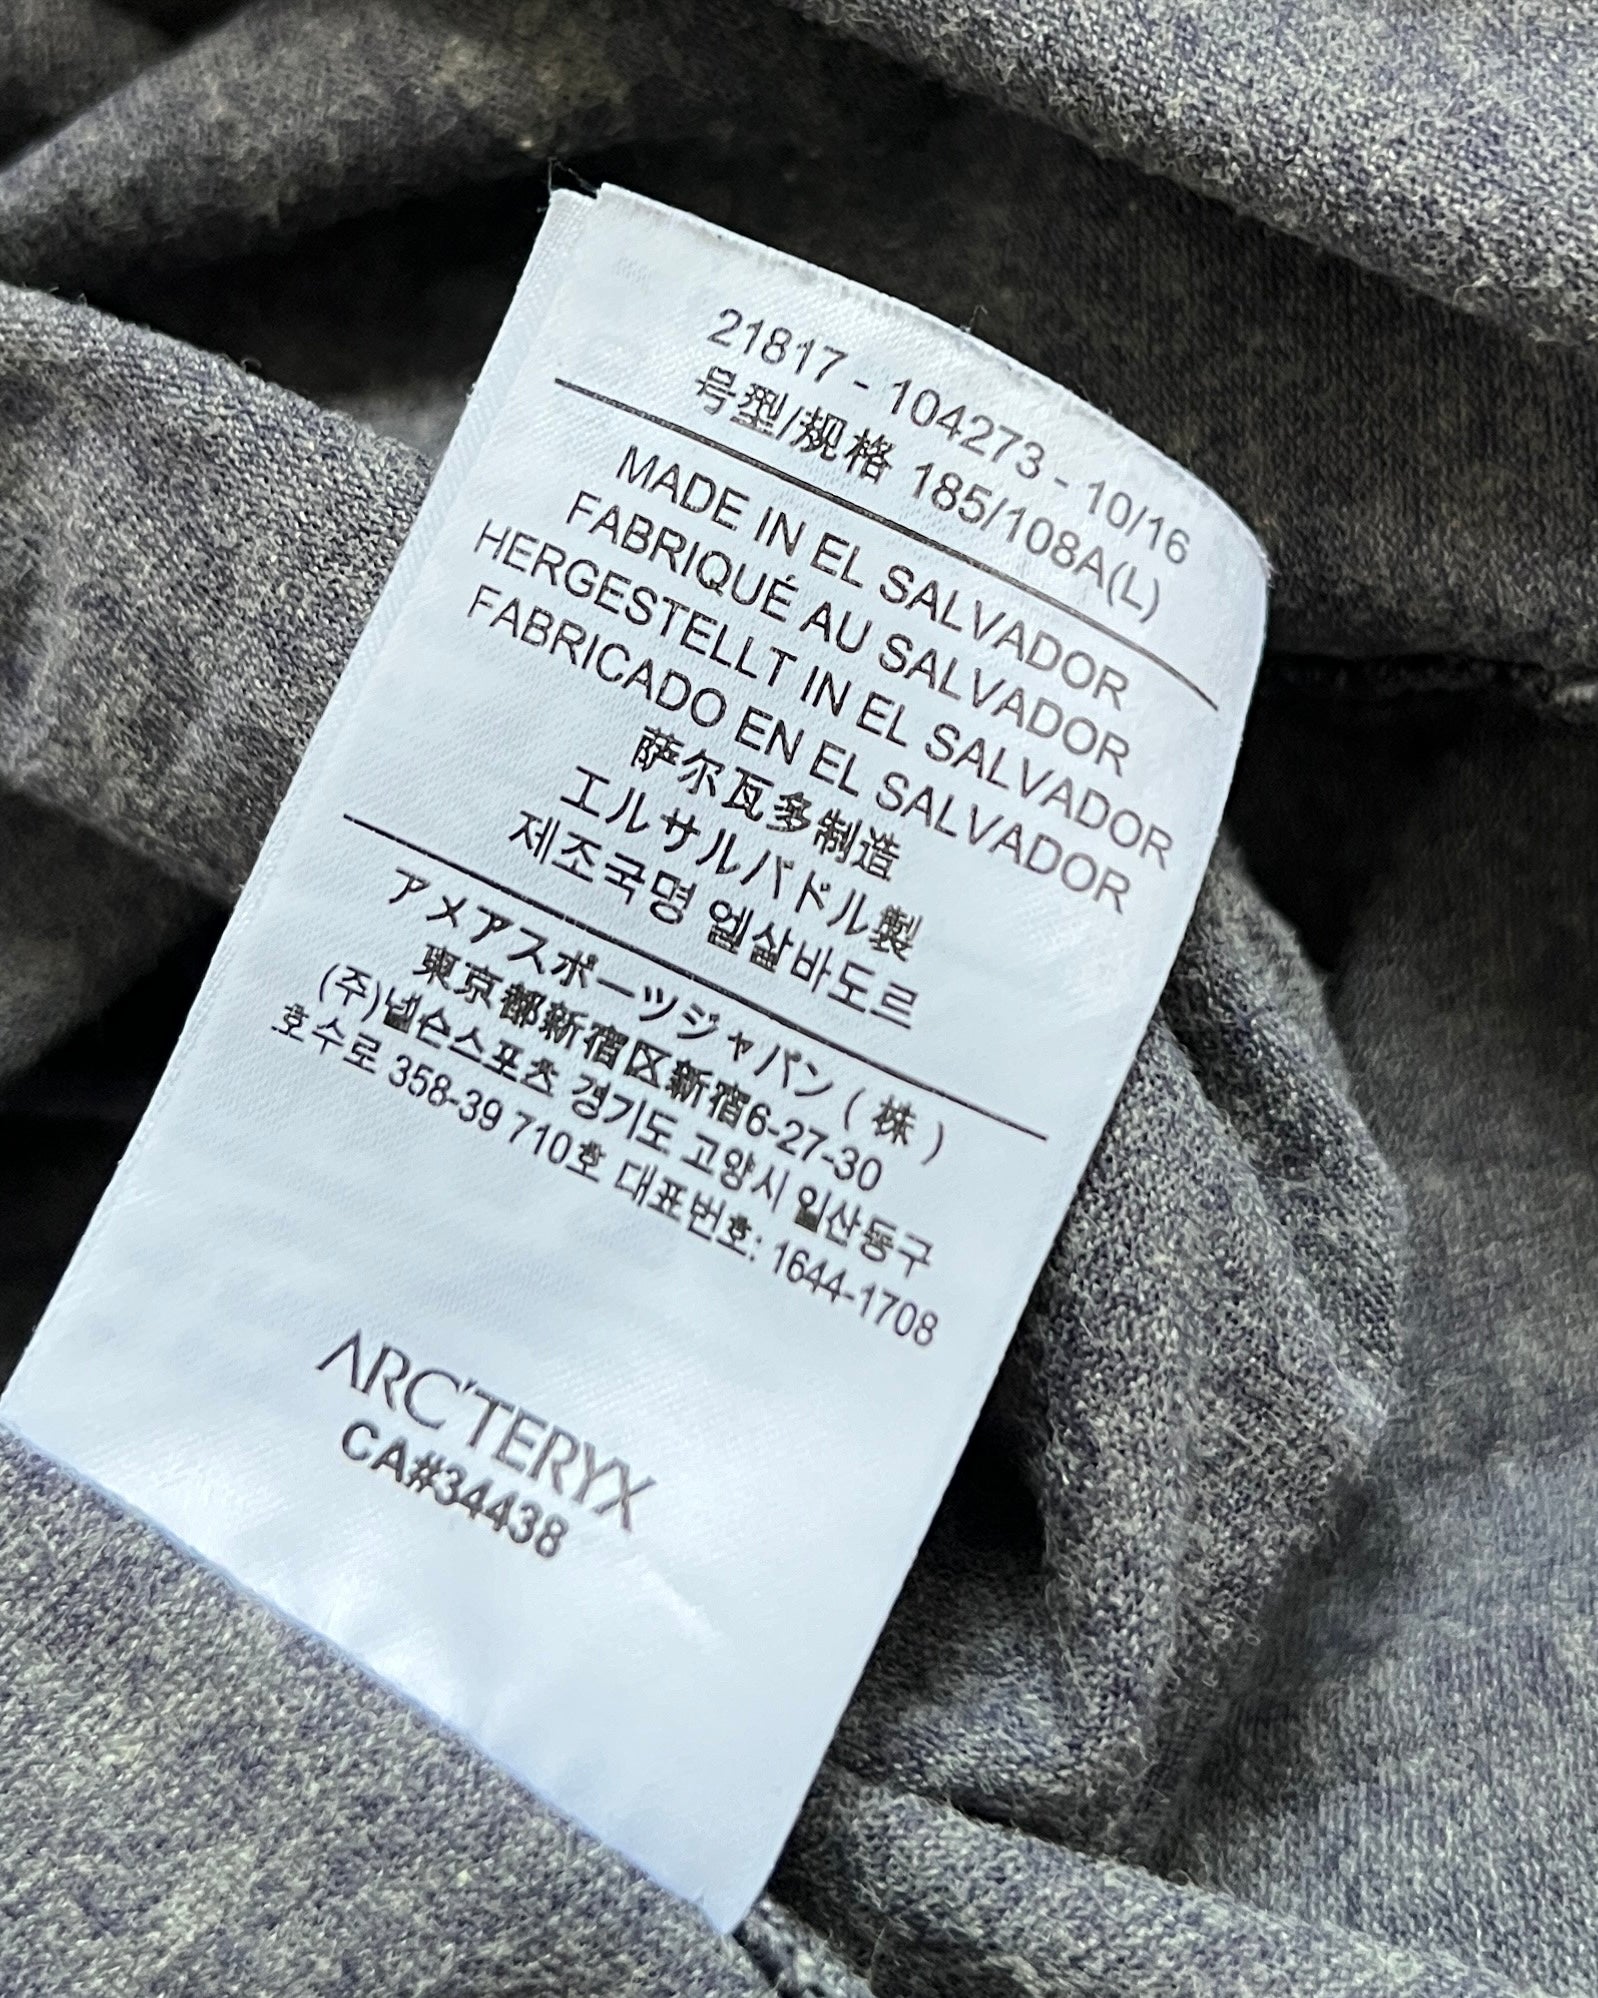 21817 - 104273 - 10/16
号型/规格 185/108A(L)
MADE IN EL SALVADOR
FABRIQUÉ AU SALVADOR
HERGESTELLT IN EL SALVADOR
FABRICADO EN EL SALVADOR
萨尔瓦多制造
エルサルバドル製
제조국명 엘살바도르
アメアスポーツジャパン(株)
東京都新宿区新宿6-27-30
(주)넬슨스포츠 경기도 고양시 일산동구
호수로 358-39 710호 대표번호: 1644-1708
ARC'TERYX
CA#34438